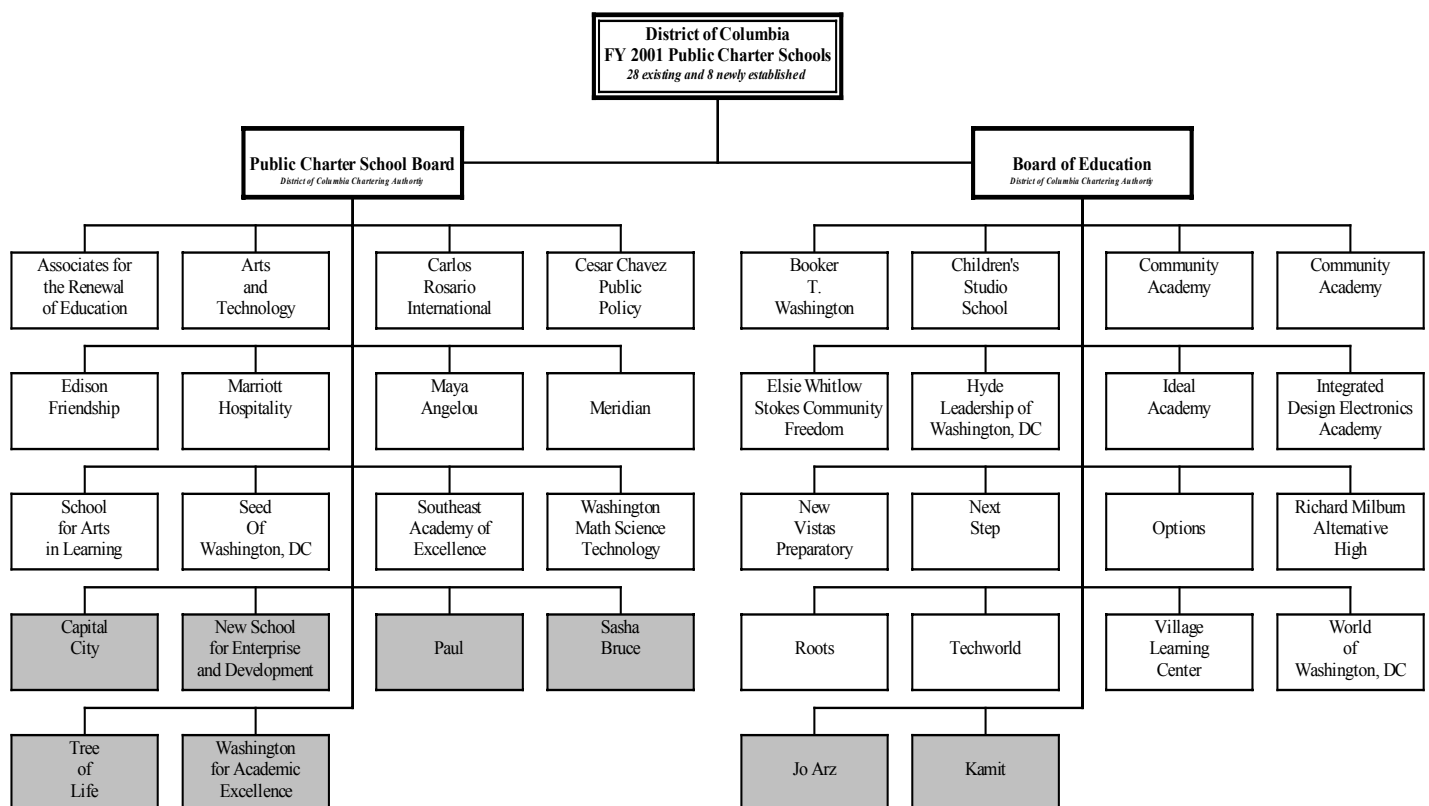 District of Columbia
FY 2001 Public Charter Schools
28 existing and 8 newly established
Public Charter School Board
District of Columbia Chartering Authortiy
Board of Education
District of Columbia Chartering Authortiy
Associates for
the Renewal
of Education
Arts
and
Technology
Carlos
Rosario
International
Cesar Chavez
Public
Policy
Booker
T.
Washington
Children's
Studio
School
Community
Academy
Community
Academy
Edison
Friendship
Marriott
Hospitality
Maya
Angelou
Meridian
Elsie Whitlow
Stokes Community
Freedom
Hyde
Leadership of
Washington, DC
Ideal
Academy
Integrated
Design Electronics
Academy
School
for Arts
in Learning
Seed
Of
Washington, DC
Southeast
Academy of
Excellence
Washington
Math Science
Technology
New
Vistas
Preparatory
Next
Step
Options
Richard Milburn
Alternative
High
Capital
City
New School
for Enterprise
and Development
Paul
Sasha
Bruce
Roots
Techworld
Village
Learning
Center
World
of
Washington, DC
Tree
of
Life
Washington
for Academic
Excellence
Jo Arz
Kamit